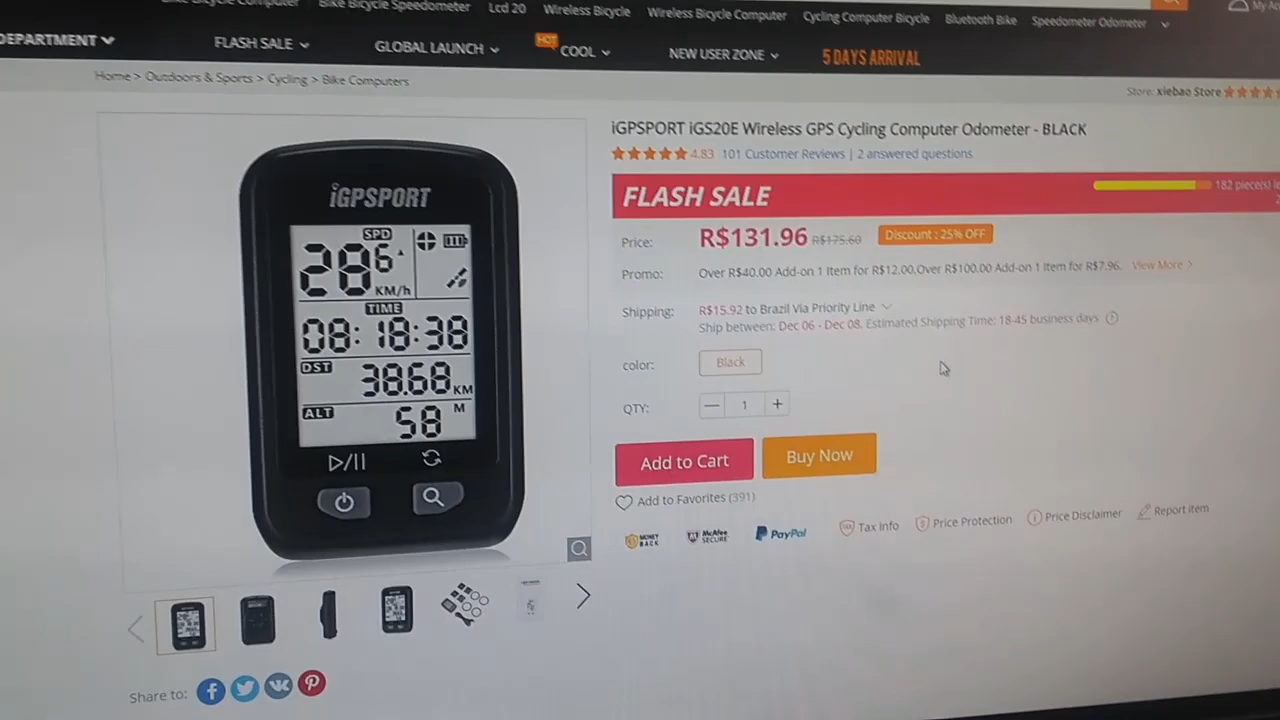 Bike Bicycle Speedometer Lcd 20 Wireless Bicycle Wireless Bicycle Computer Cycling Computer Bicycle Bluetooth Bike Speedometer Odometer
My
DEPARTMENT FLASH SALE GLOBAL LAUNCH HOT COOL NEW USER ZONE 5 DAYS ARRIVAL
Home > Outdoors & Sports > Cycling > Bike Computers
Store: xiebao Store
iGPSPORT iGS20E Wireless GPS Cycling Computer Odometer - BLACK
4.83 101 Customer Reviews | 2 answered questions
FLASH SALE
182 piece(s)
Price: R$131.96 R$175.60 Discount : 25% OFF
Promo: Over R$40.00 Add-on 1 Item for R$12.00,Over R$100.00 Add-on 1 Item for R$7.96. View More >
Shipping: R$15.92 to Brazil Via Priority Line
Ship between: Dec 06 - Dec 08, Estimated Shipping Time: 18-45 business days
color: Black
QTY: — 1 +
Add to Cart Buy Now
Add to Favorites (391)
MONEY BACK McAfee SECURE PayPal Tax Info Price Protection Price Disclaimer Report item
iGPSPORT
SPD
28.6
KM/h
TIME
08:18:38
DST
38.68 KM
ALT
58 M
Share to: